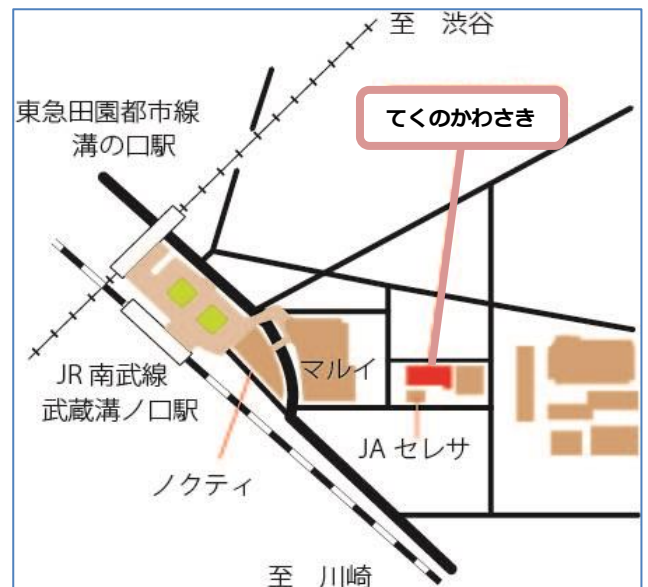 至 渋谷
東急田園都市線
溝の口駅
てくのかわさき
マルイ
JR 南武線
武蔵溝ノ口駅
JA セレサ
ノクティ
至 川崎